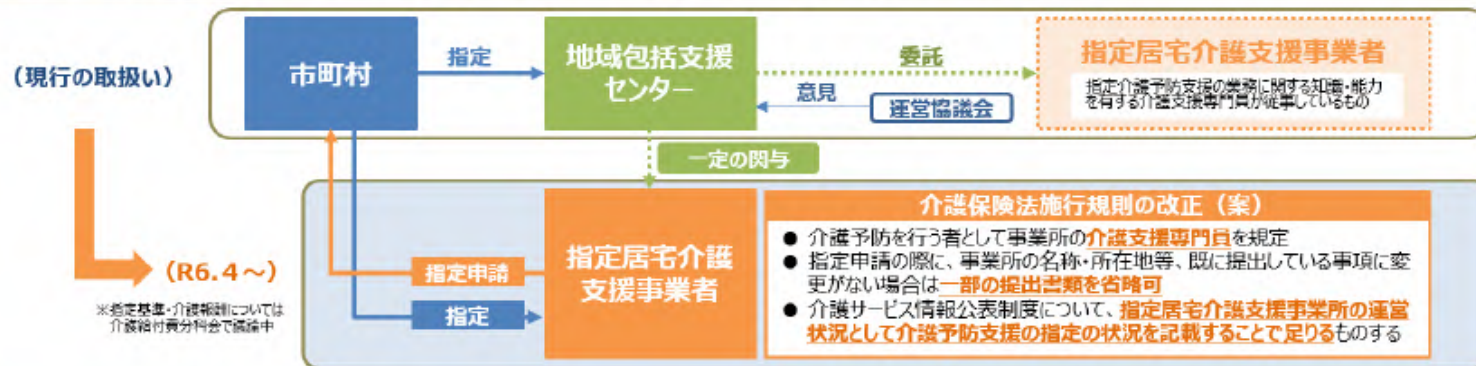 (現行の取扱い)
市町村
指定
地域包括支援
センター
委託
意見
運営協議会
指定居宅介護支援事業者
指定介護予防支援の業務に関する知識・能力
を有する介護支援専門員が従事しているもの
一定の関与
(R6.4~)
※指定基準・介護報酬については
介護給付費分科会で議論中
指定申請
指定
指定居宅介護
支援事業者
介護保険法施行規則の改正(案)
● 介護予防を行う者として事業所の介護支援専門員を規定
● 指定申請の際に、事業所の名称・所在地等、既に提出している事項に変
更がない場合は一部の提出書類を省略可
● 介護サービス情報公表制度について、指定居宅介護支援事業所の運営
状況として介護予防支援の指定の状況を記載することで足りるものする